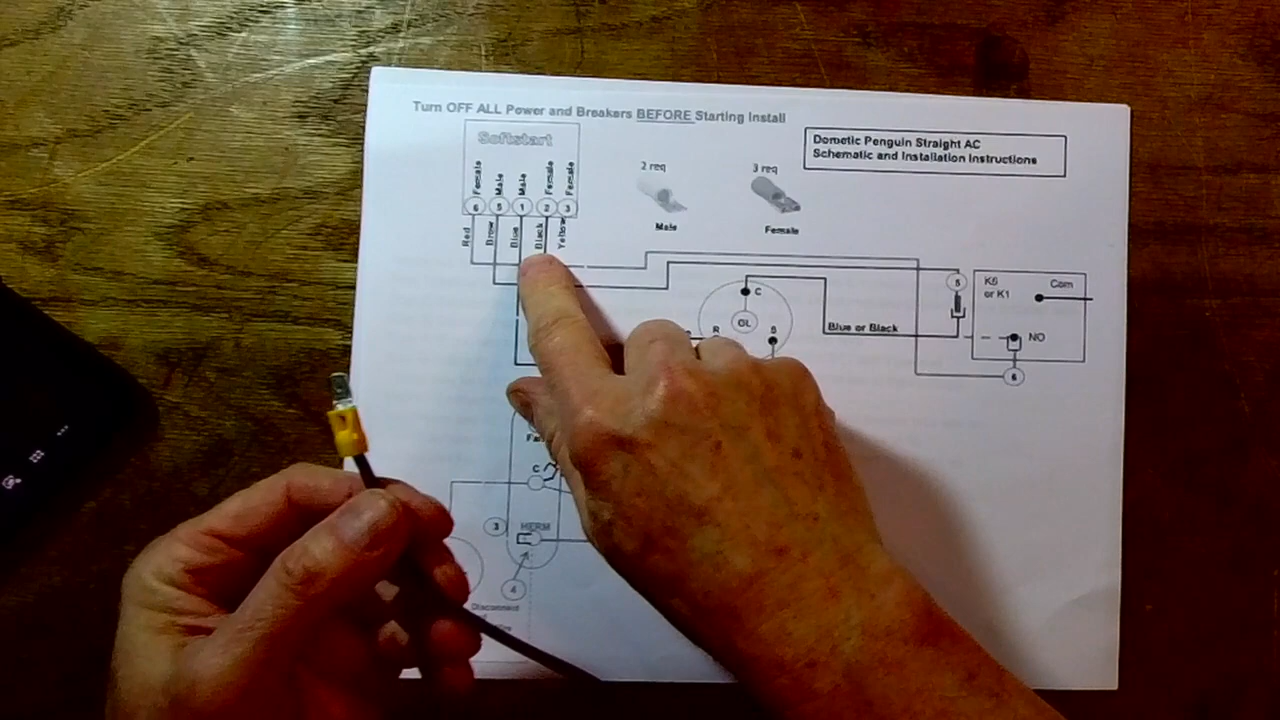 Turn OFF ALL Power and Breakers BEFORE Starting Install
Softstart
Dometic Penguin Straight AC
Schematic and Installation Instructions
2 req
3 req
Female
Male
Male
Female
Female
6
5
1
2
3
Male
Female
Red
Brow
Blue
Black
Yellow
5
K5
or K1
Com
C
OL
R
S
Blue or Black
NO
6
C
3
HERM
4
Disconnect